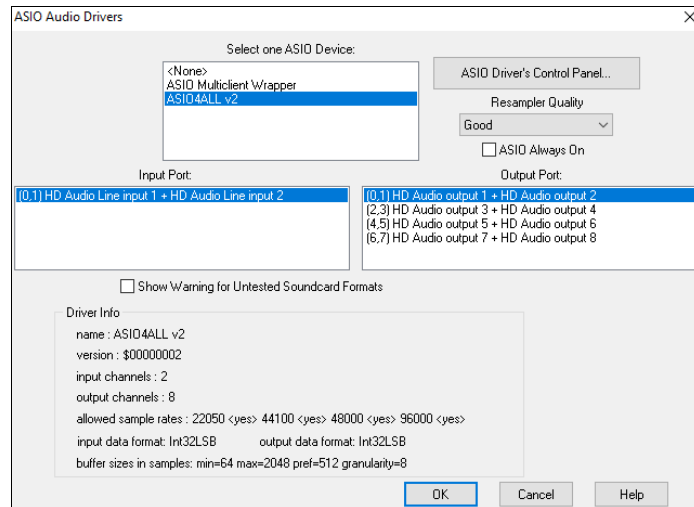 ASIO Audio Drivers
Select one ASIO Device:
<None>
ASIO Multiclient Wrapper
ASIO4ALL v2
ASIO Driver's Control Panel...
Resampler Quality
Good
ASIO Always On
Input Port:
(0,1) HD Audio Line input 1 + HD Audio Line input 2
Output Port:
(0,1) HD Audio output 1 + HD Audio output 2
(2,3) HD Audio output 3 + HD Audio output 4
(4,5) HD Audio output 5 + HD Audio output 6
(6,7) HD Audio output 7 + HD Audio output 8
Show Warning for Untested Soundcard Formats
Driver Info
name : ASIO4ALL v2
version : $00000002
input channels : 2
output channels : 8
allowed sample rates : 22050 <yes> 44100 <yes> 48000 <yes> 96000 <yes>
input data format: Int32LSB output data format: Int32LSB
buffer sizes in samples: min=64 max=2048 pref=512 granularity=8
OK Cancel Help